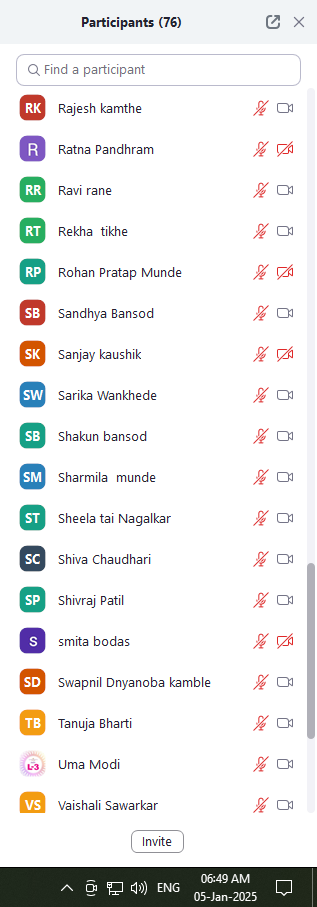 Participants (76)
Find a participant
RK Rajesh kamthe
R Ratna Pandhram
RR Ravi rane
RT Rekha  tikhe
RP Rohan Pratap Munde
SB Sandhya Bansod
SK Sanjay kaushik
SW Sarika Wankhede
SB Shakun bansod
SM Sharmila  munde
ST Sheela tai Nagalkar
SC Shiva Chaudhari
SP Shivraj Patil
s smita bodas
SD Swapnil Dnyanoba kamble
TB Tanuja Bharti
L-3 Uma Modi
VS Vaishali Sawarkar
Invite
ENG 06:49 AM
05-Jan-2025